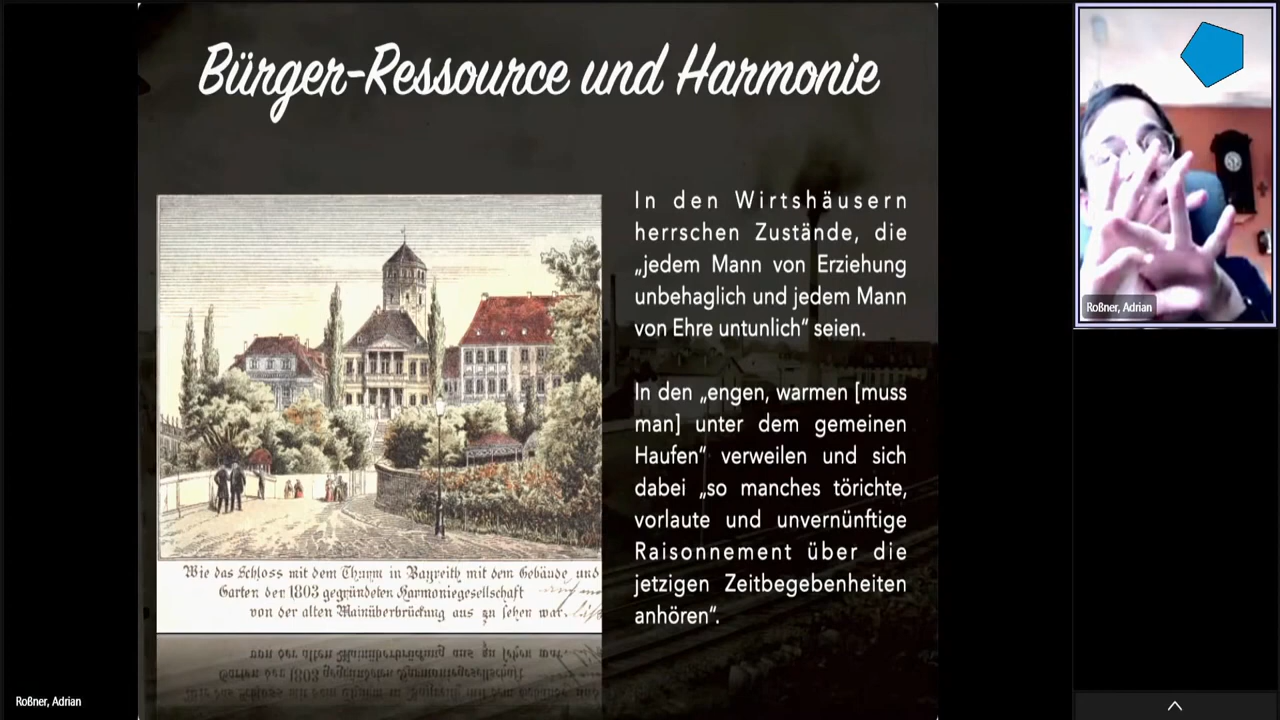 Bürger-Ressource und Harmonie
In den Wirtshäusern
herrschen Zustände, die
„jedem Mann von Erziehung
unbehaglich und jedem Mann
von Ehre untunlich“ seien.
In den „engen, warmen [muss
man] unter dem gemeinen
Haufen“ verweilen und sich
dabei „so manches törichte,
vorlaute und unvernünftige
Raisonnement über die
jetzigen Zeitbegebenheiten
anhören“.
Wie das Schloss mit dem Thurm in Bayreith mit dem Gebäude und
Garten der 1803 gegründeten Harmoniegesellschaft
von der alten Mainüberbrückung aus zu sehen war.
Roßner, Adrian
Roßner, Adrian